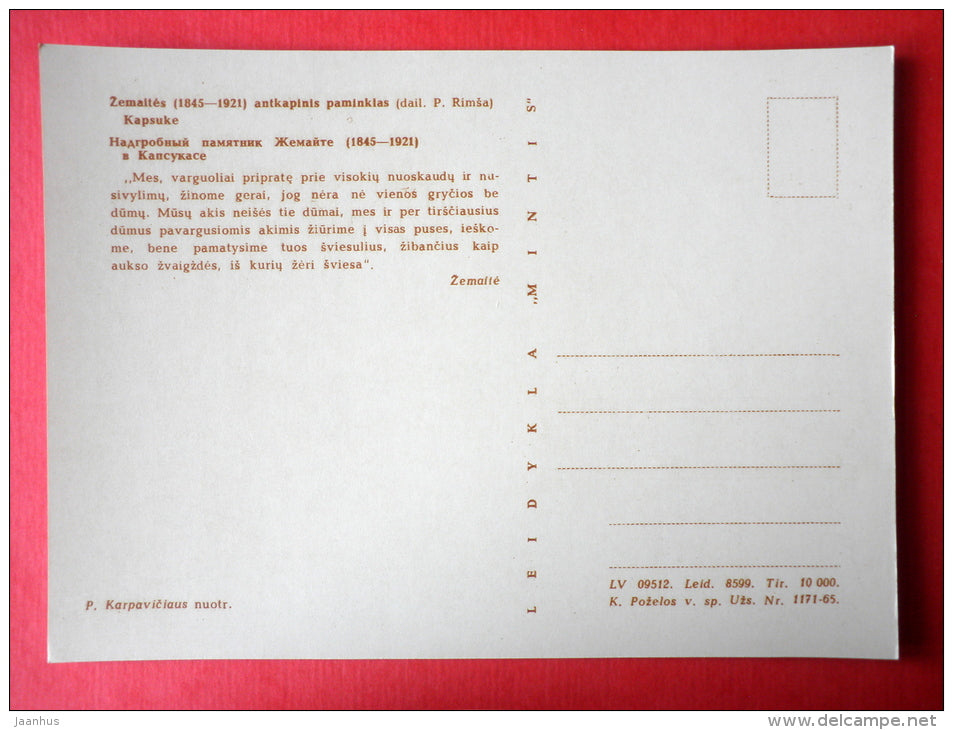 Žemaitės (1845—1921) antkapinis paminklas (dail. P. Rimša)
Kapsuke
Надгробный памятник Жемайте (1845—1921)
в Капсукасе
„Mes, varguoliai pripratę prie visokių nuoskaudų ir nu-
sivylimų, žinome gerai, jog nėra nė vienos gryčios be
dūmų. Mūsų akis neišės tie dūmai, mes ir per tirščiausius
dūmus pavargusiomis akimis žiūrime į visas puses, ieško-
me, bene pamatysime tuos šviesulius, žibančius kaip
aukso žvaigždės, iš kurių žėri šviesa“.
Žemaitė
P. Karpavičiaus nuotr.
LEIDYKLA „MINTIS“
LV 09512. Leid. 8599. Tir. 10 000.
K. Poželos v. sp. Užs. Nr. 1171-65.
Jaanhus
delcampe.net